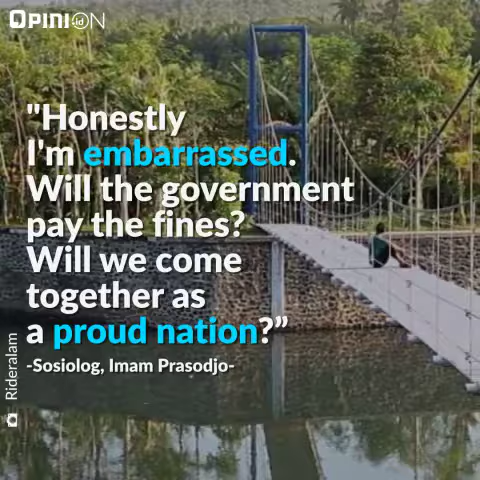 OPINION.id
"Honestly
I'm embarrassed.
Will the government
pay the fines?
Will we come
together as
a proud nation?”
-Sosiolog, Imam Prasodjo-
Rideralam